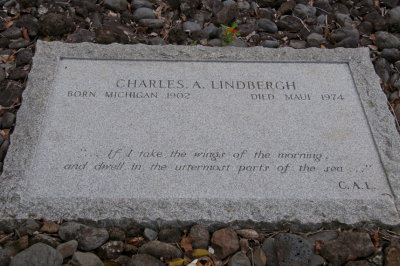 CHARLES A. LINDBERGH
BORN MICHIGAN 1902 DIED MAUI 1974
"... If I take the wings of the morning,
and dwell in the uttermost parts of the sea ..."
C.A.L.